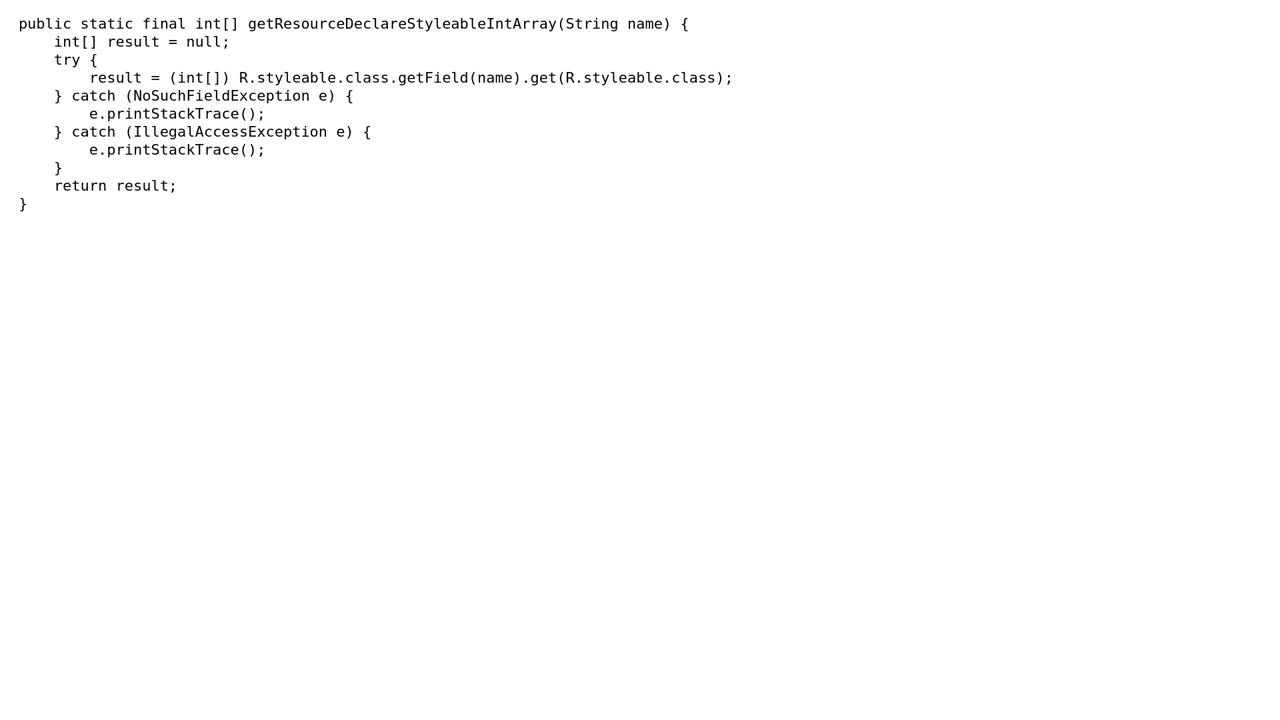 public static final int[] getResourceDeclareStyleableIntArray(String name) {
    int[] result = null;
    try {
        result = (int[]) R.styleable.class.getField(name).get(R.styleable.class);
    } catch (NoSuchFieldException e) {
        e.printStackTrace();
    } catch (IllegalAccessException e) {
        e.printStackTrace();
    }
    return result;
}